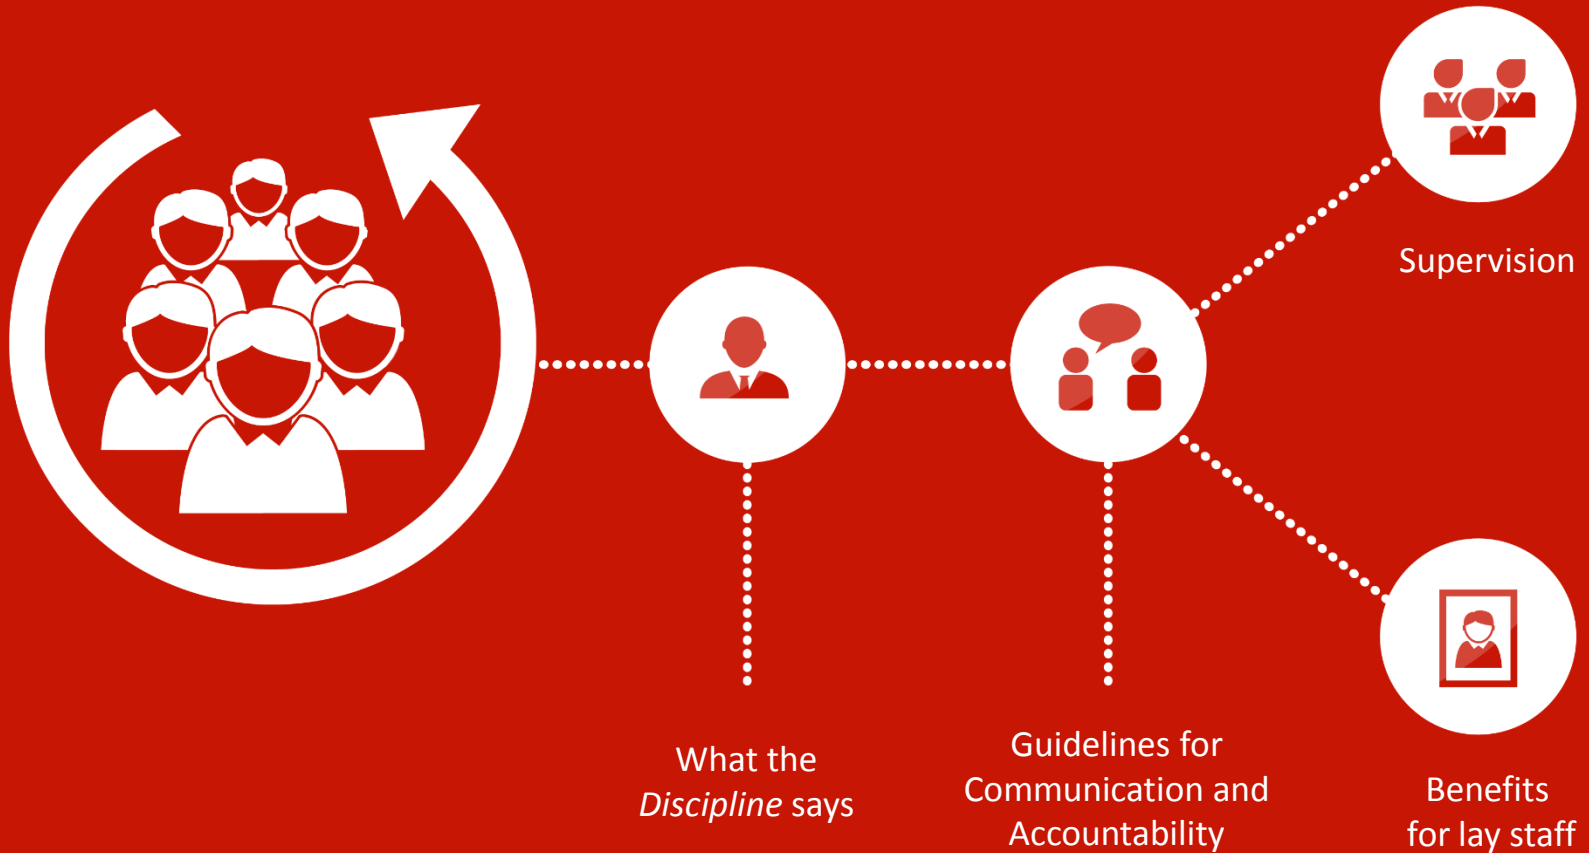 Supervision
What the
Discipline says
Guidelines for
Communication and
Accountability
Benefits
for lay staff